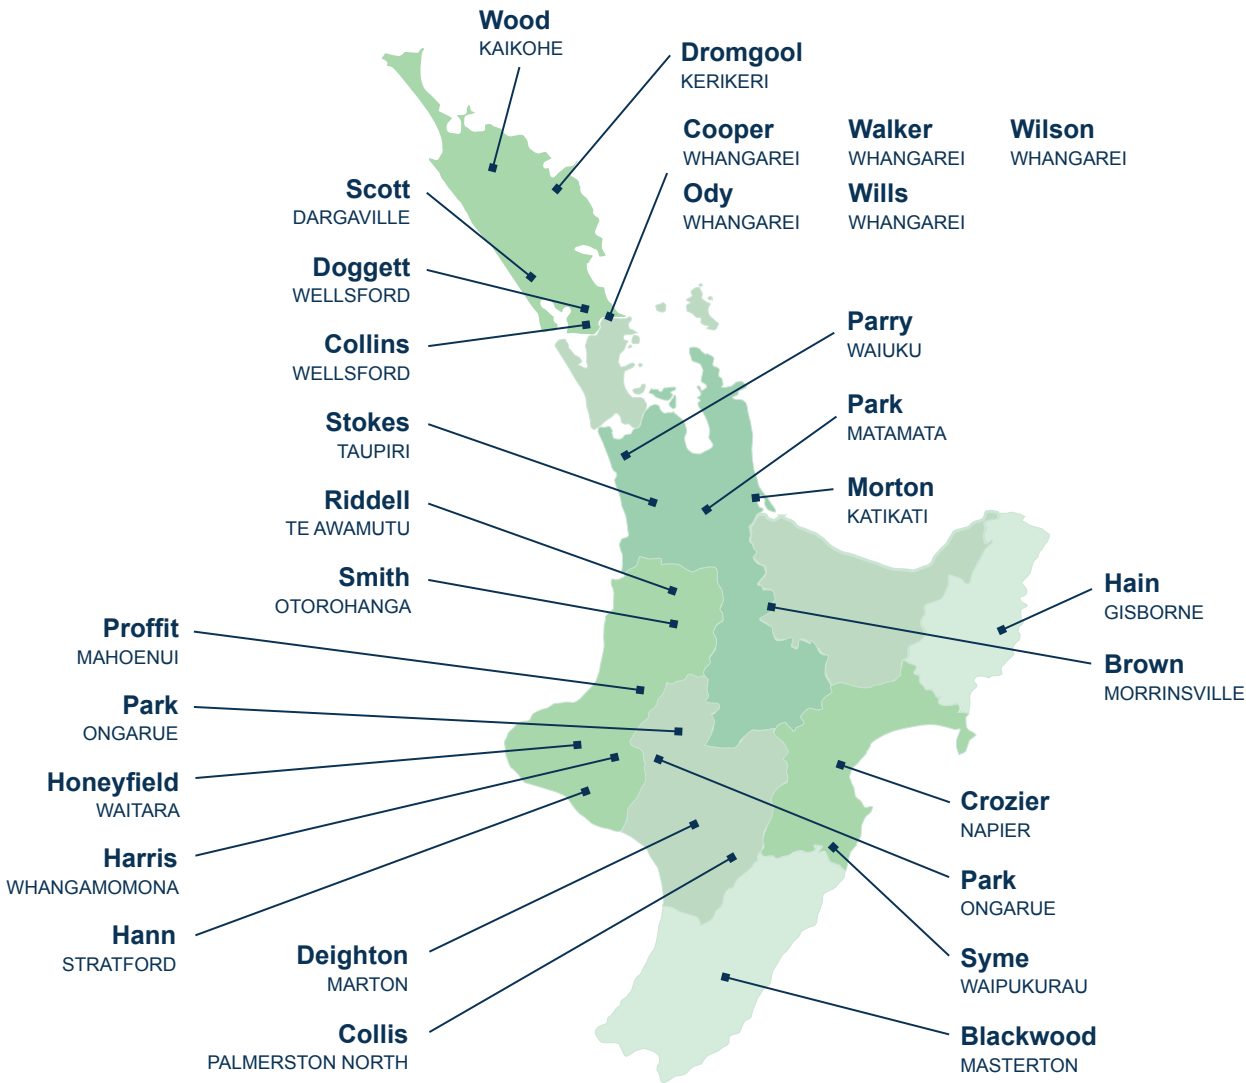 Wood
KAIKOHE
Dromgool
KERIKERI
Cooper
WHANGAREI
Walker
WHANGAREI
Wilson
WHANGAREI
Ody
WHANGAREI
Wills
WHANGAREI
Scott
DARGAVILLE
Doggett
WELLSFORD
Collins
WELLSFORD
Parry
WAIUKU
Park
MATAMATA
Morton
KATIKATI
Stokes
TAUPIRI
Riddell
TE AWAMUTU
Smith
OTOROHANGA
Hain
GISBORNE
Brown
MORRINSVILLE
Proffit
MAHOENUI
Park
ONGARUE
Honeyfield
WAITARA
Harris
WHANGAMOMONA
Hann
STRATFORD
Crozier
NAPIER
Park
ONGARUE
Syme
WAIPUKURAU
Blackwood
MASTERTON
Deighton
MARTON
Collis
PALMERSTON NORTH